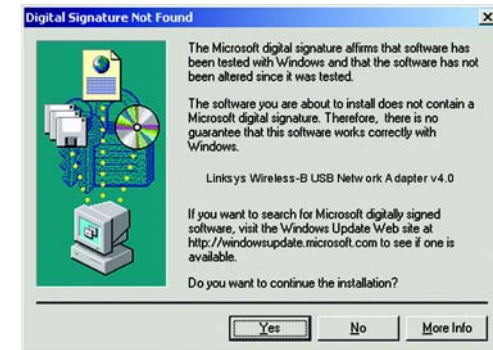 Digital Signature Not Found
The Microsoft digital signature affirms that software has
been tested with Windows and that the software has not
been altered since it was tested.
The software you are about to install does not contain a
Microsoft digital signature. Therefore, there is no
guarantee that this software works correctly with
Windows.
Linksys Wireless-B USB Network Adapter v4.0
If you want to search for Microsoft digitally signed
software, visit the Windows Update Web site at
http://windowsupdate.microsoft.com to see if one is
available.
Do you want to continue the installation?
Yes No More Info